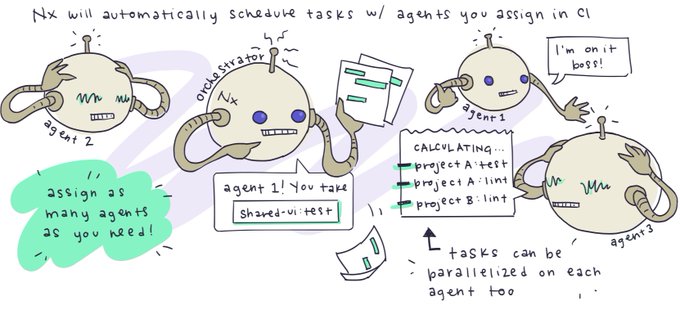 Nx will automatically schedule tasks w/ agents you assign in CI
agent 2
orchestrator
Nx
agent 1! You take
shared-ui:test
assign as
many agents
as you need!
agent 1
I'm on it
boss!
CALCULATING...
project A:test
project A:lint
project B:lint
agent 3
tasks can be
parallelized on each
agent too